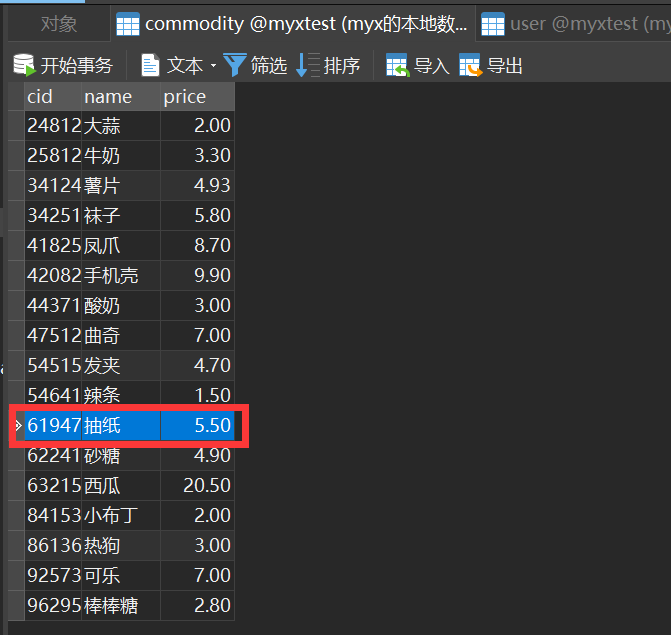 对象 commodity @myxtest (myx的本地数... user @myxtest (my
开始事务 文本 筛选 排序 导入 导出
cid name price
24812 大蒜 2.00
25812 牛奶 3.30
34124 薯片 4.93
34251 袜子 5.80
41825 凤爪 8.70
42082 手机壳 9.90
44371 酸奶 3.00
47512 曲奇 7.00
54515 发夹 4.70
54641 辣条 1.50
61947 抽纸 5.50
62241 砂糖 4.90
63215 西瓜 20.50
84153 小布丁 2.00
86136 热狗 3.00
92573 可乐 7.00
96295 棒棒糖 2.80